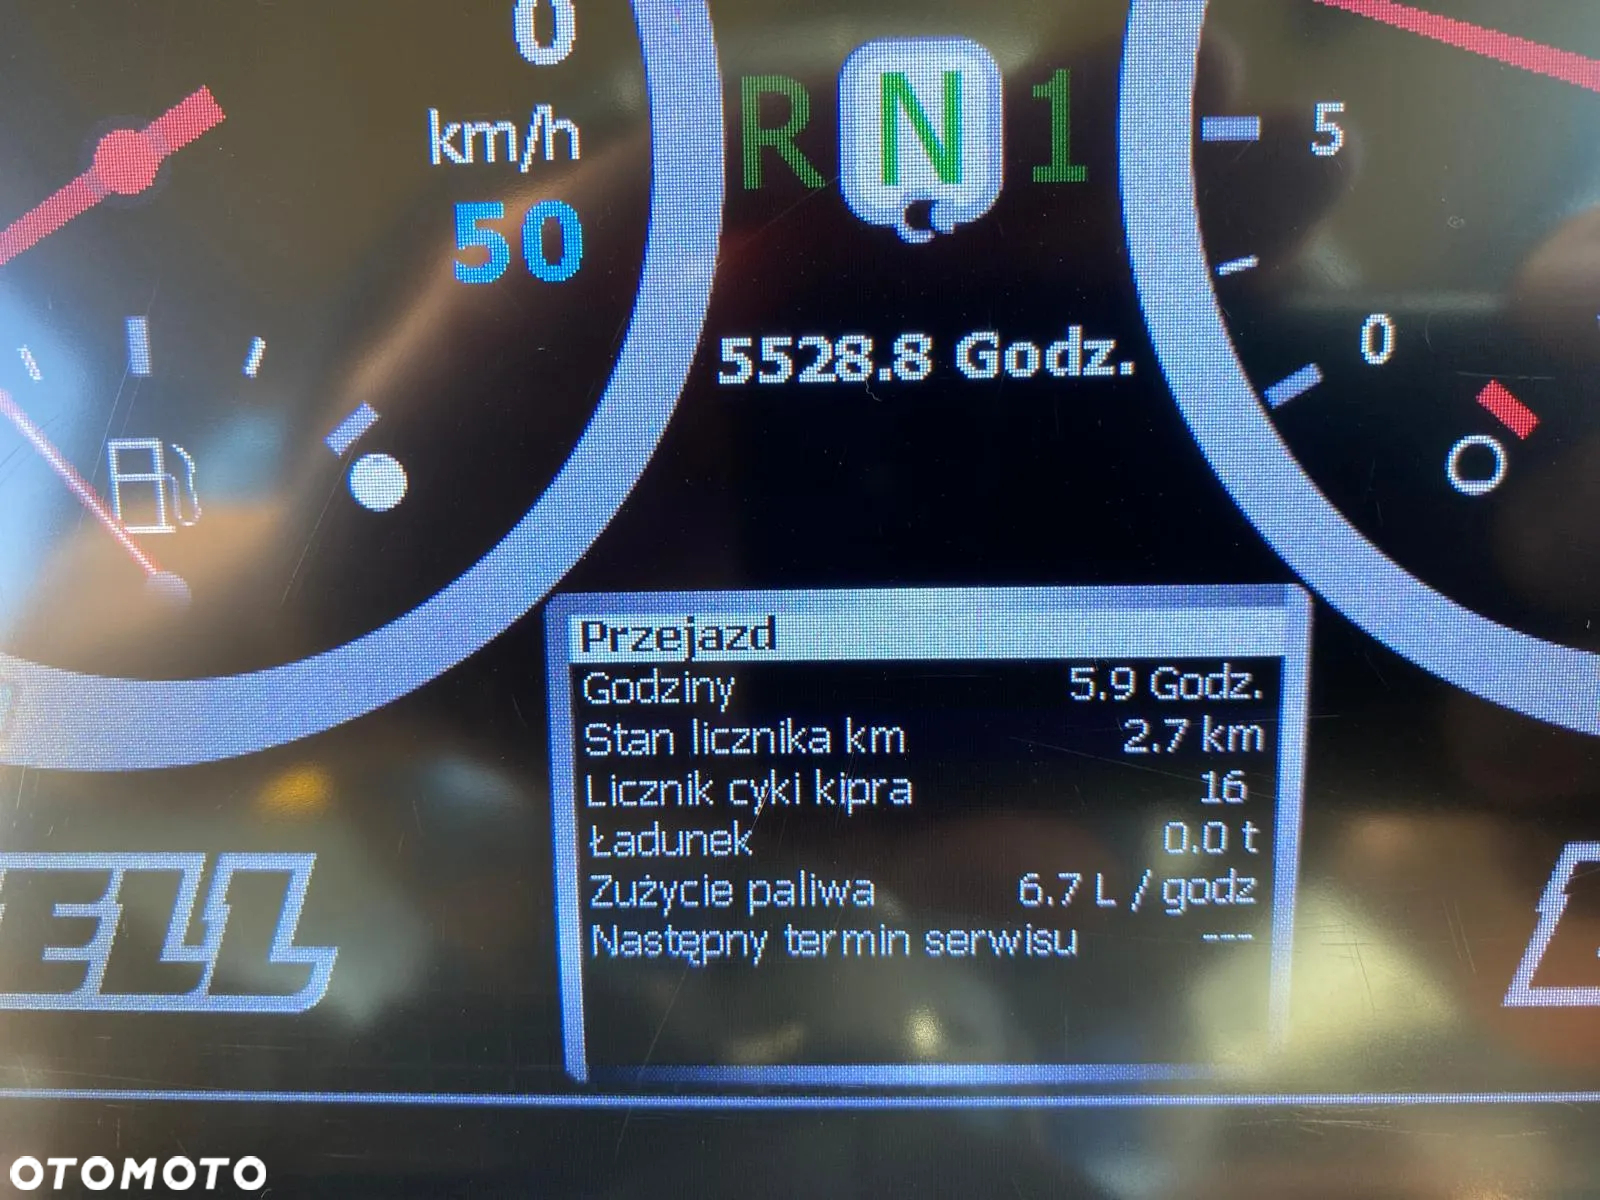 0
km/h
50
R N 1
5
0
5528.8 Godz.
Przejazd
Godziny 5.9 Godz.
Stan licznika km 2.7 km
Licznik cyki kipra 16
Ładunek 0.0 t
Zużycie paliwa 6.7 L / godz
Następny termin serwisu ---
ELL
OTOMOTO